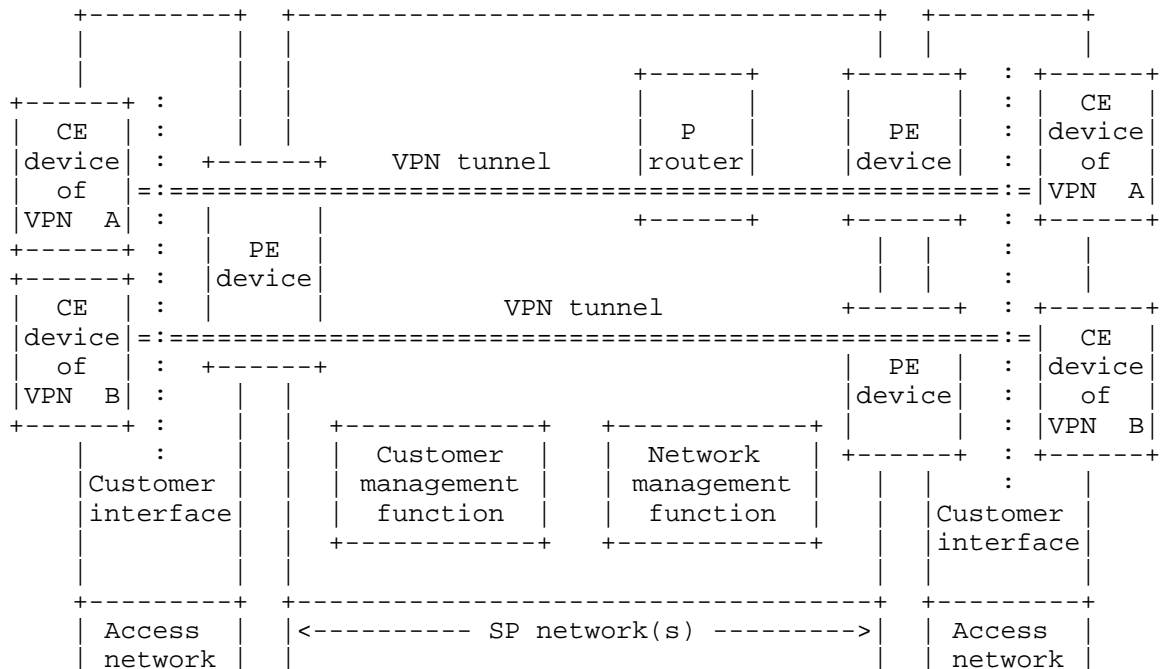 CE
device
of
VPN A
CE
device
of
VPN B
PE
device
VPN tunnel
P
router
PE
device
CE
device
of
VPN A
VPN tunnel
PE
device
CE
device
of
VPN B
Customer
interface
Customer
management
function
Network
management
function
Customer
interface
Access
network
<---------- SP network(s) --------->
Access
network